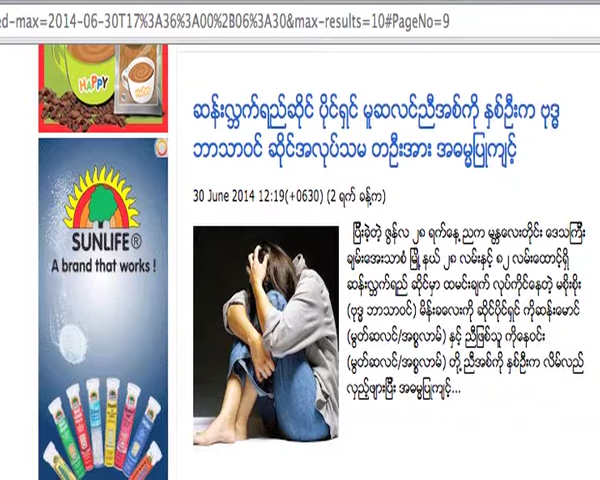 ed-max=2014-06-30T17%3A36%3A00%2B06%3A30&max-results=10#PageNo=9
HAPPY
HAPPY
SUNLIFE®
A brand that works !
SUNLIFE
ဆန်းလ္ဘက်ရည်ဆိုင် ပိုင်ရှင် မူဆလင်ညီအစ်ကို နှစ်ဦးက ဗုဒ္ဓ
ဘာသာဝင် ဆိုင်အလုပ်သမ တဦးအား အဓမ္မပြုကျင့်
30 June 2014 12:19(+0630) (2 ရက် ခန့်က)
ပြီးခဲ့တဲ့ ဇွန်လ ၂၈ ရက်နေ့ ညက မန္တလေးတိုင်း ဒေသကြီး
ချမ်းအေးသာစံ မြို့နယ် ၂၈ လမ်းနှင့် ၈၂ လမ်းထောင့်ရှိ
ဆန်းလ္ဘက်ရည် ဆိုင်မှာ ထမင်းချက် လုပ်ကိုင်နေတဲ့ မစိုးစိုး
(ဗုဒ္ဓ ဘာသာဝင်) မိန်းခလေးကို ဆိုင်ပိုင်ရှင် ကိုဆန်းမောင်
(မွတ်ဆလင်/အစ္စလာမ်) နှင့် ညီဖြစ်သူ ကိုနေဝင်း
(မွတ်ဆလင်/အစ္စလာမ်) တို့ ညီအစ်ကို နှစ်ဦးက လိမ်လည်
လှည့်ဖျားပြီး အဓမ္မပြုကျင့်...